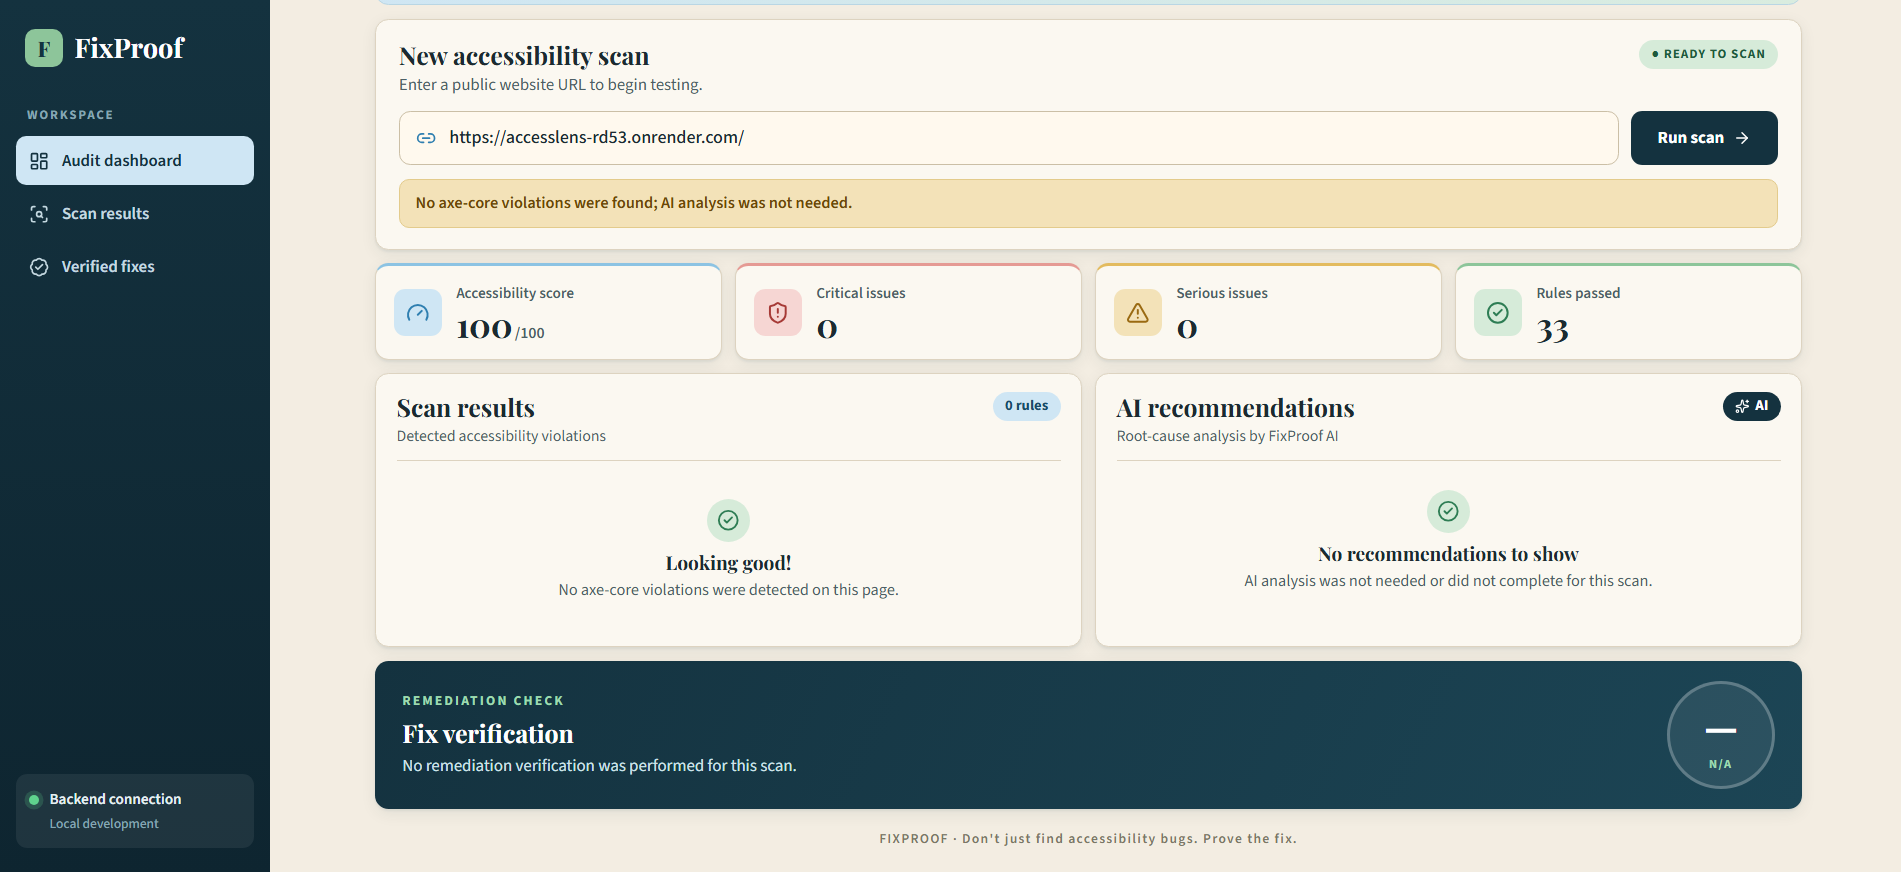 F FixProof
WORKSPACE
Audit dashboard
Scan results
Verified fixes
Backend connection
Local development
New accessibility scan
Enter a public website URL to begin testing.
• READY TO SCAN
https://accesslens-rd53.onrender.com/
Run scan →
No axe-core violations were found; AI analysis was not needed.
Accessibility score
100 /100
Critical issues
0
Serious issues
0
Rules passed
33
Scan results
0 rules
Detected accessibility violations
Looking good!
No axe-core violations were detected on this page.
AI recommendations
AI
Root-cause analysis by FixProof AI
No recommendations to show
AI analysis was not needed or did not complete for this scan.
REMEDIATION CHECK
Fix verification
No remediation verification was performed for this scan.
—
N/A
FIXPROOF · Don't just find accessibility bugs. Prove the fix.